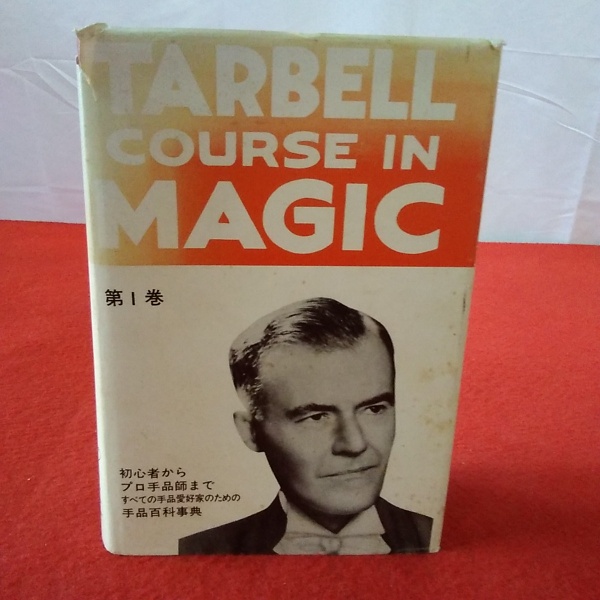 TARBELL
COURSE IN
MAGIC
第1巻
初心者から
プロ手品師まで
すべての手品愛好家のための
手品百科事典